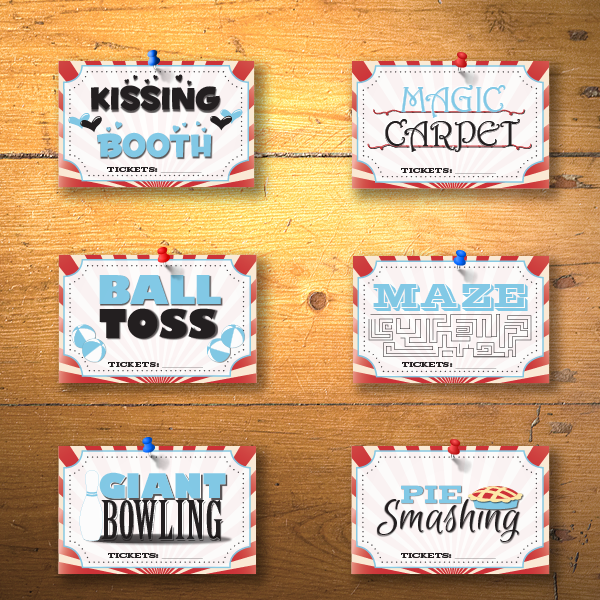 KISSING
BOOTH
TICKETS:
MAGIC
CARPET
TICKETS:
BALL
TOSS
TICKETS:
MAZE
TICKETS:
GIANT
BOWLING
TICKETS:
PIE
Smashing
TICKETS: